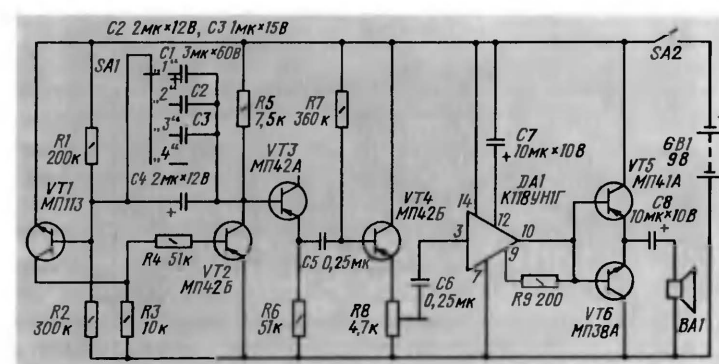 C2 2мк×12В, C3 1мк×15В
C1 3мк×60В
SA1
„1“
„2“
C2
„3“
C3
„4“
R1
200к
C4 2мк×12В
+
VT1
МП113
R2
300к
R3
10к
R4 51к
VT2
МП42Б
R5
7,5к
VT3
МП42А
R7
360к
C5 0,25мк
R6
51к
VT4
МП42Б
R8
4,7к
C6
0,25мк
C7
+ 10мк×10В
DA1
К118УН1Г
14
12
3
10
9
7
R9 200
VT5
МП41А
C8
10мк×10В
+
VT6
МП38А
BA1
SA2
GB1
9В